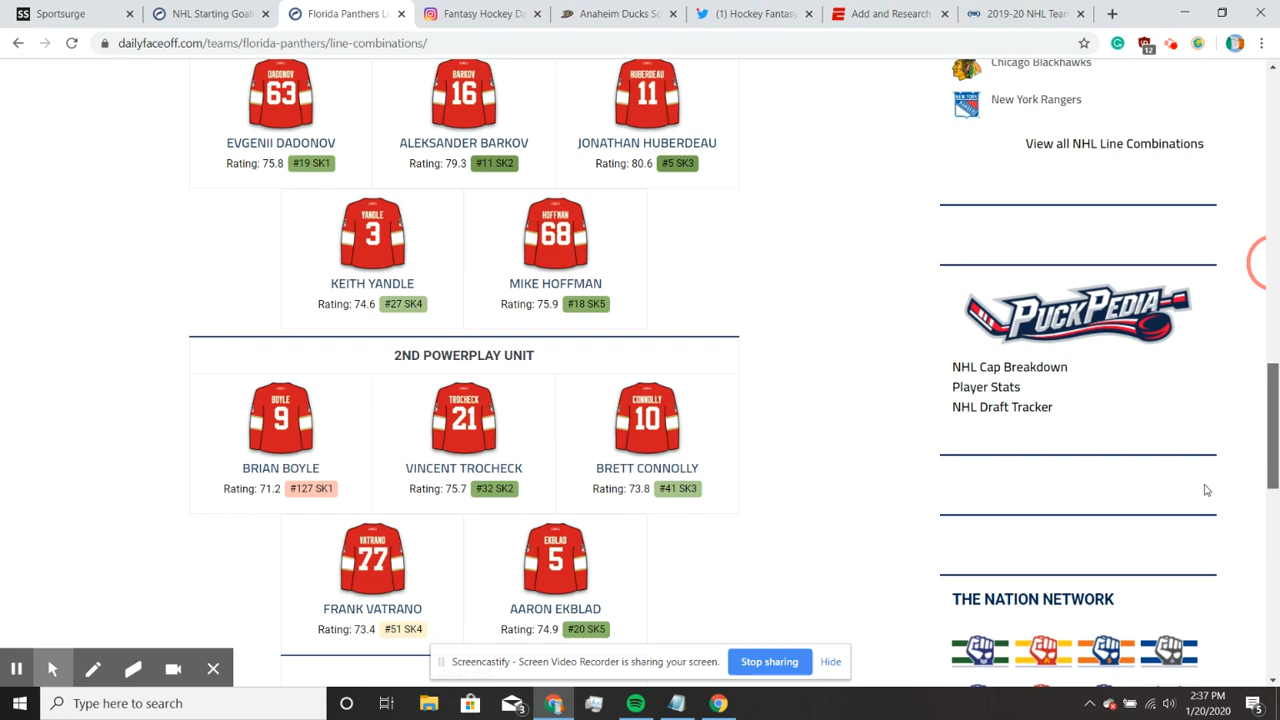 Sportsurge
NHL Starting Goali
Florida Panthers Li
Fantasy Hockey Da
Anaheim Ducks Sc
(1) Hockey Fantasy
Add and Research
2019-20 NHL Team
dailyfaceoff.com/teams/florida-panthers/line-combinations/
12
DADONOV
63
BARKOV
16
HUBERDEAU
11
EVGENII DADONOV
ALEKSANDER BARKOV
JONATHAN HUBERDEAU
Rating: 75.8 #19 SK1
Rating: 79.3 #11 SK2
Rating: 80.6 #5 SK3
YANDLE
3
HOFFMAN
68
KEITH YANDLE
MIKE HOFFMAN
Rating: 74.6 #27 SK4
Rating: 75.9 #18 SK5
2ND POWERPLAY UNIT
BOYLE
9
TROCHECK
21
CONNOLLY
10
BRIAN BOYLE
VINCENT TROCHECK
BRETT CONNOLLY
Rating: 71.2 #127 SK1
Rating: 75.7 #32 SK2
Rating: 73.8 #41 SK3
VATRANO
77
EKBLAD
5
FRANK VATRANO
AARON EKBLAD
Rating: 73.4 #51 SK4
Rating: 74.9 #20 SK5
Chicago Blackhawks
New York Rangers
View all NHL Line Combinations
PUCKPEDIA
NHL Cap Breakdown
Player Stats
NHL Draft Tracker
THE NATION NETWORK
Screencastify - Screen Video Recorder is sharing your screen.
Stop sharing
Hide
Type here to search
3
2:37 PM
1/20/2020
5